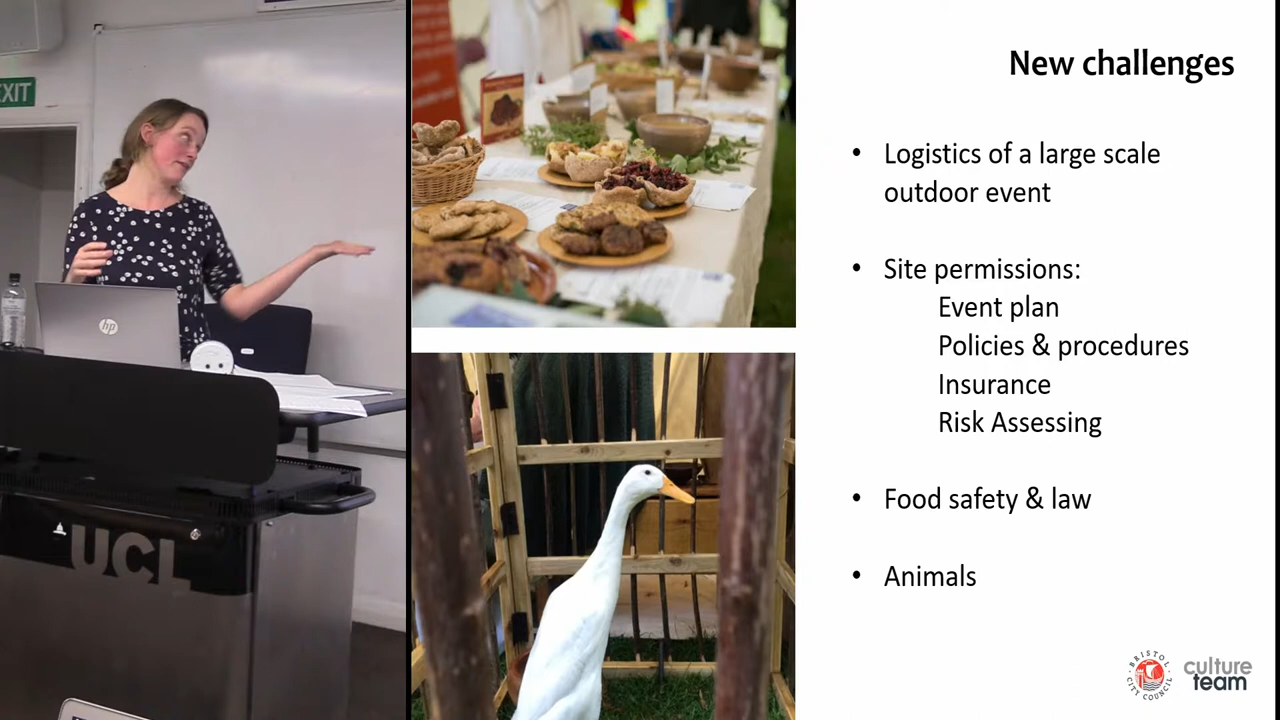 EXIT
hp
UCL
New challenges
• Logistics of a large scale
outdoor event
• Site permissions:
Event plan
Policies & procedures
Insurance
Risk Assessing
• Food safety & law
• Animals
BRISTOL
CITY COUNCIL
culture
team